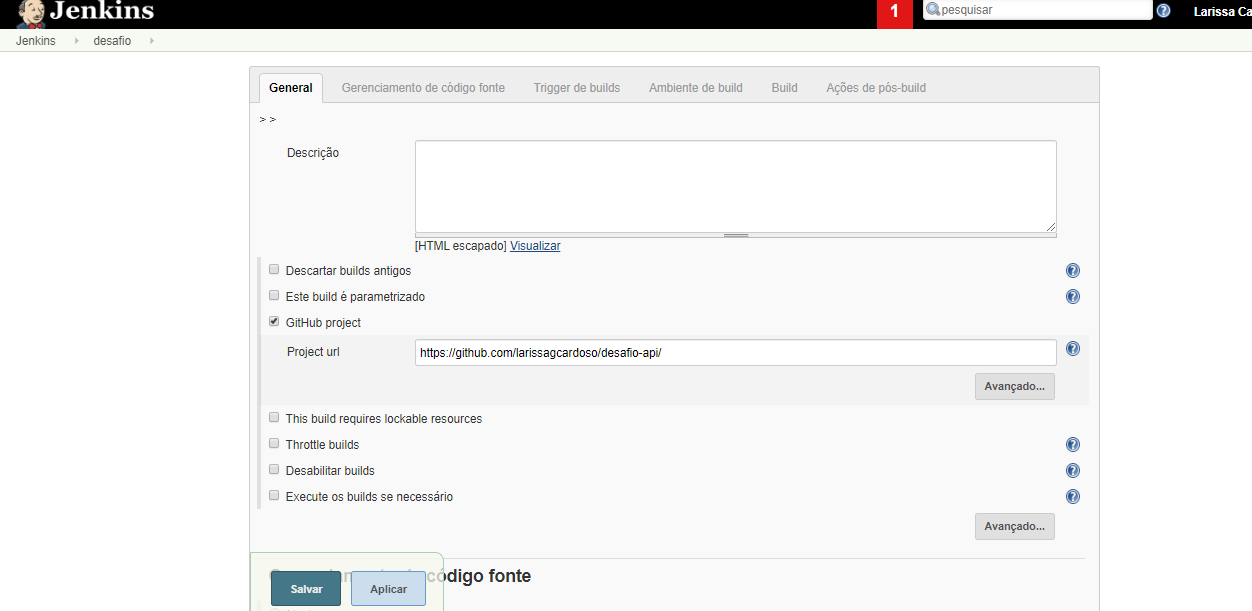 Jenkins
1
pesquisar
Larissa Ca
Jenkins
desafio
General
Gerenciamento de código fonte
Trigger de builds
Ambiente de build
Build
Ações de pós-build
> >
Descrição
[HTML escapado] Visualizar
Descartar builds antigos
Este build é parametrizado
GitHub project
Project url
https://github.com/larissagcardoso/desafio-api/
Avançado...
This build requires lockable resources
Throttle builds
Desabilitar builds
Execute os builds se necessário
Avançado...
código fonte
Salvar
Aplicar